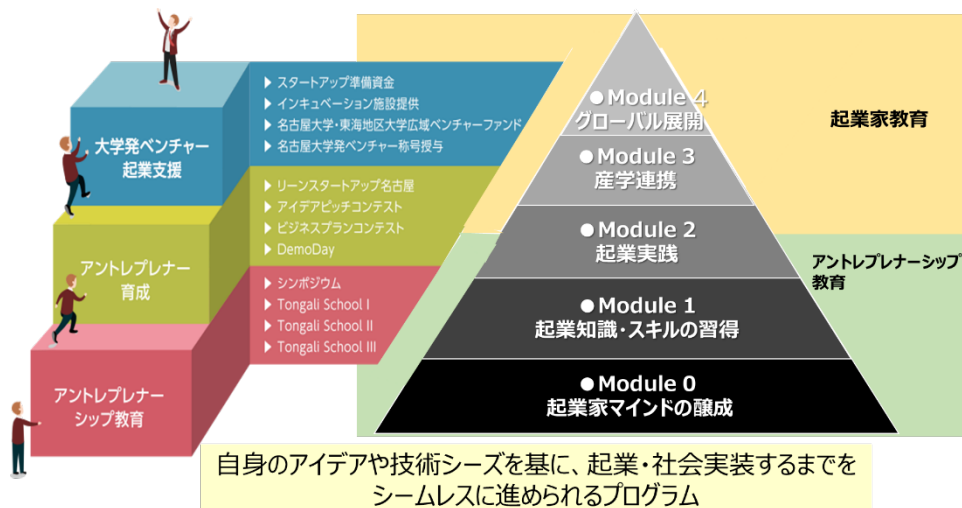 大学発ベンチャー
起業支援
▶ スタートアップ準備資金
▶ インキュベーション施設提供
▶ 名古屋大学・東海地区大学広域ベンチャーファンド
▶ 名古屋大学発ベンチャー称号授与
アントレプレナー
育成
▶ リーンスタートアップ名古屋
▶ アイデアピッチコンテスト
▶ ビジネスプランコンテスト
▶ DemoDay
アントレプレナー
シップ教育
▶ シンポジウム
▶ Tongali School I
▶ Tongali School II
▶ Tongali School III
●Module 4
グローバル展開
●Module 3
産学連携
●Module 2
起業実践
●Module 1
起業知識・スキルの習得
●Module 0
起業家マインドの醸成
起業家教育
アントレプレナーシップ
教育
自身のアイデアや技術シーズを基に、起業・社会実装するまでを
シームレスに進められるプログラム